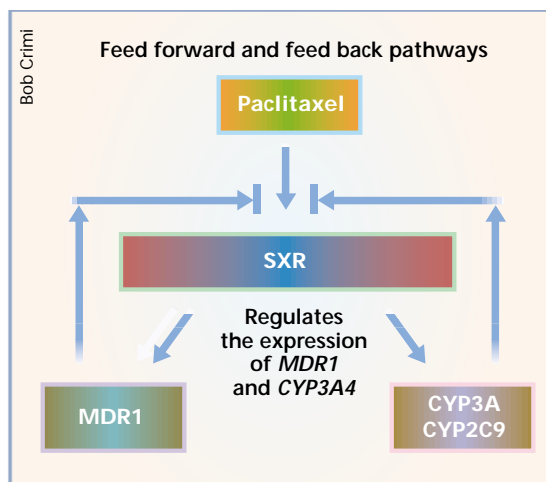 Bob Crimi
Feed forward and feed back pathways
Paclitaxel
SXR
Regulates
the expression
of MDR1
and CYP3A4
MDR1
CYP3A
CYP2C9